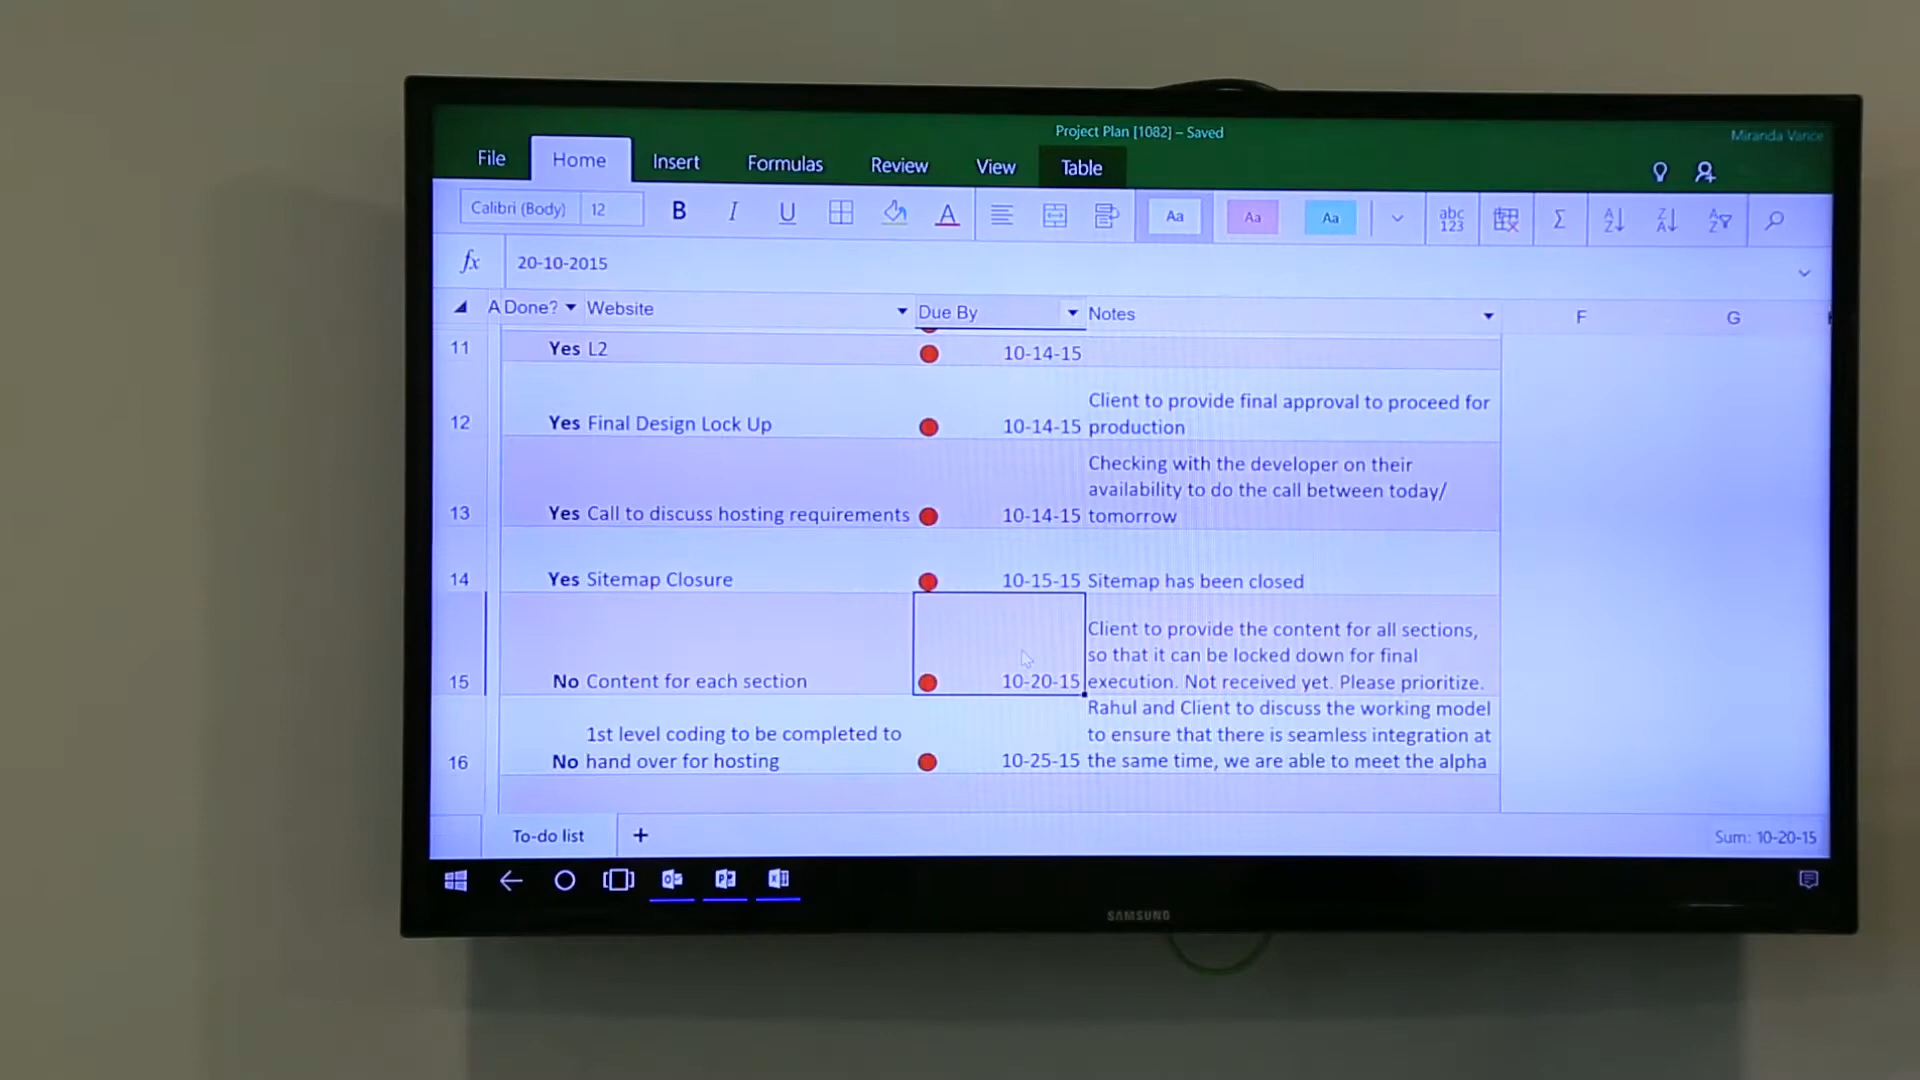 Project Plan [1082] – Saved
Miranda Vance
File Home Insert Formulas Review View Table
Calibri (Body) 12 B I U A Aa Aa Aa abc 123 Σ A Z Z A A Z
fx 20-10-2015
A Done? Website Due By Notes F G
11 Yes L2 10-14-15
Client to provide final approval to proceed for
12 Yes Final Design Lock Up 10-14-15 production
Checking with the developer on their
availability to do the call between today/
13 Yes Call to discuss hosting requirements 10-14-15 tomorrow
14 Yes Sitemap Closure 10-15-15 Sitemap has been closed
Client to provide the content for all sections,
so that it can be locked down for final
15 No Content for each section 10-20-15 execution. Not received yet. Please prioritize.
Rahul and Client to discuss the working model
1st level coding to be completed to to ensure that there is seamless integration at
16 No hand over for hosting 10-25-15 the same time, we are able to meet the alpha
To-do list +
Sum: 10-20-15
SAMSUNG